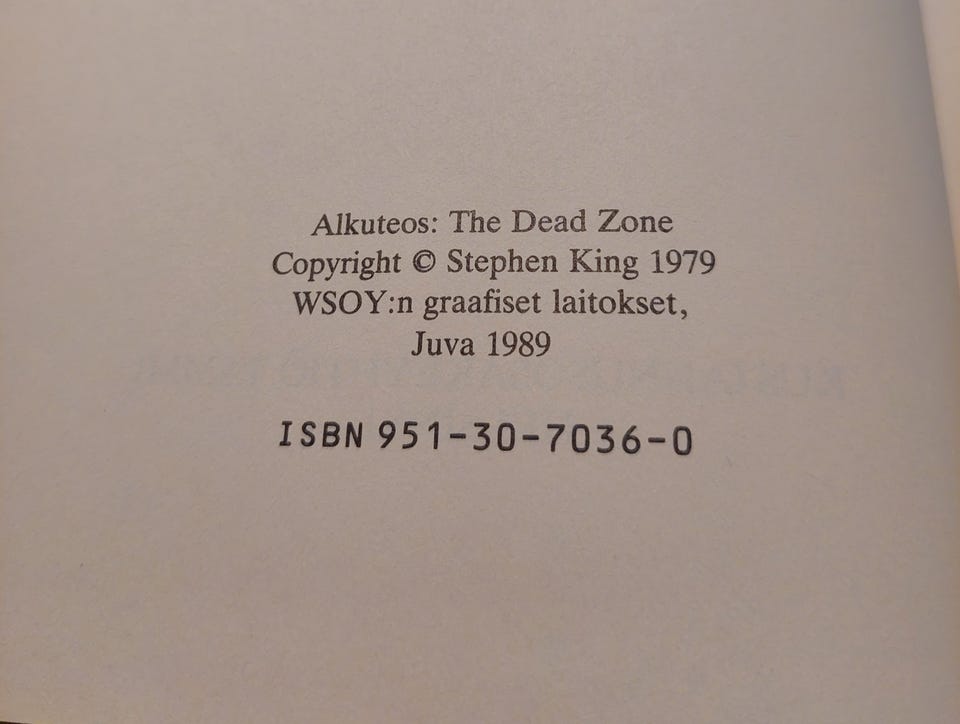 Alkuteos: The Dead Zone
Copyright © Stephen King 1979
WSOY:n graafiset laitokset,
Juva 1989
ISBN 951-30-7036-0